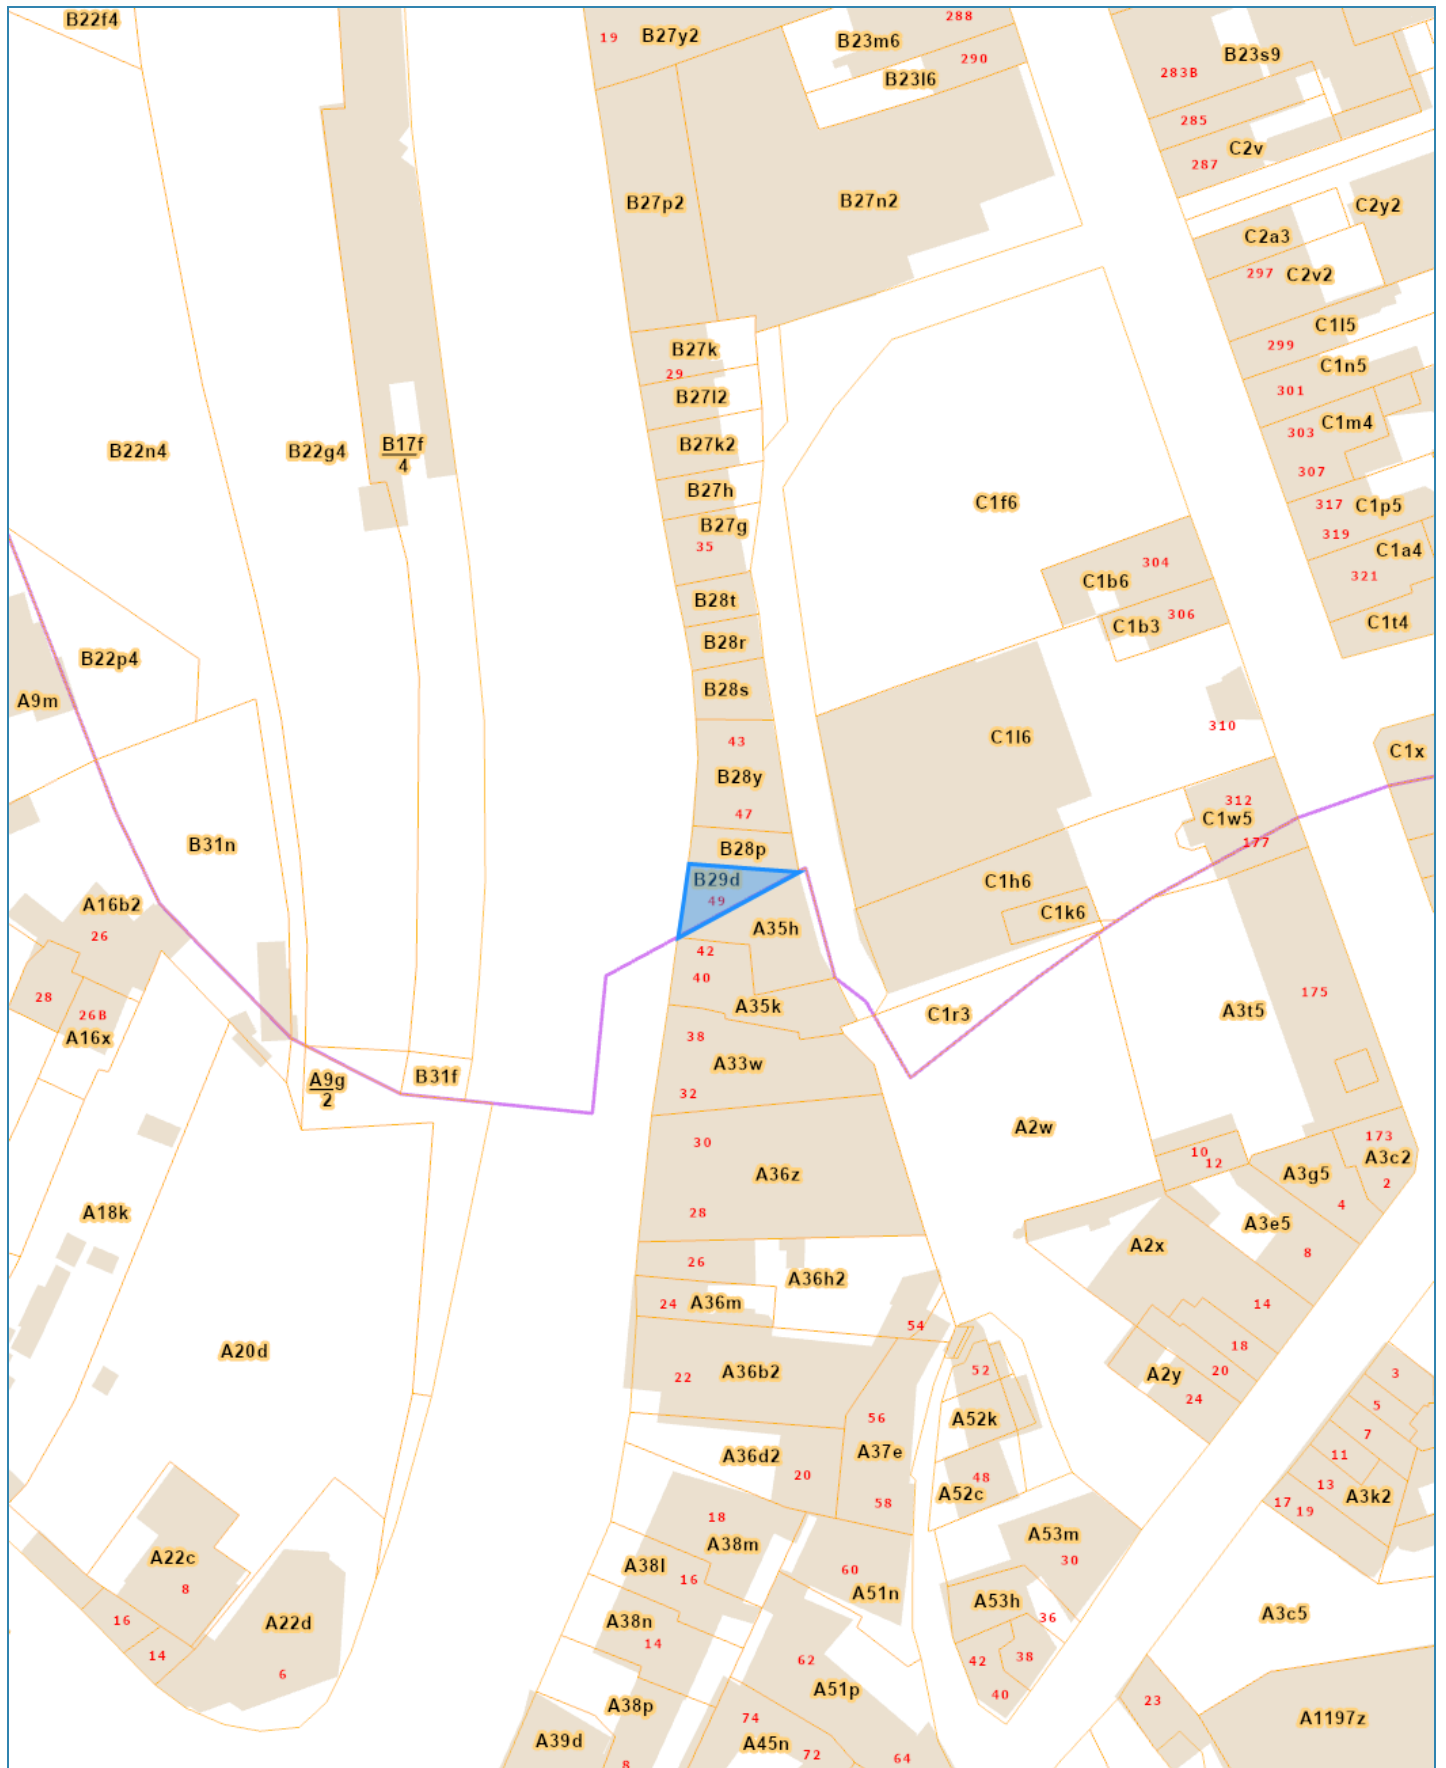 B22f4
19
B27y2
B23m6
288
B23l6
290
B23s9
283B
285
C2v
287
B27p2
B27n2
C2y2
C2a3
297
C2v2
C1l5
299
B27k
29
C1n5
301
B27l2
C1m4
303
B27k2
B22n4
B22g4
B17f
4
307
B27h
C1f6
317
C1p5
B27g
35
319
C1a4
304
C1b6
321
B28t
306
C1b3
C1t4
B28r
B22p4
B28s
A9m
310
43
C1l6
C1x
B28y
312
47
C1w5
177
B31n
B28p
B29d
49
C1h6
A16b2
26
C1k6
A35h
42
40
28
26B
A16x
A35k
C1r3
A3t5
175
38
A33w
32
A9g
2
B31f
A2w
30
173
10
12
A3c2
2
A36z
A3g5
4
A18k
28
A3e5
8
A2x
26
A36h2
24
A36m
14
54
A20d
18
22
A36b2
52
A2y
20
24
3
5
56
A52k
7
A36d2
A37e
20
11
48
A52c
13
A3k2
17
19
58
18
A38m
A53m
30
A22c
8
A38l
16
60
A51n
A53h
36
A3c5
16
A22d
A38n
14
14
6
62
42
38
40
A51p
A38p
23
74
A39d
A45n
72
64
A1197z
8